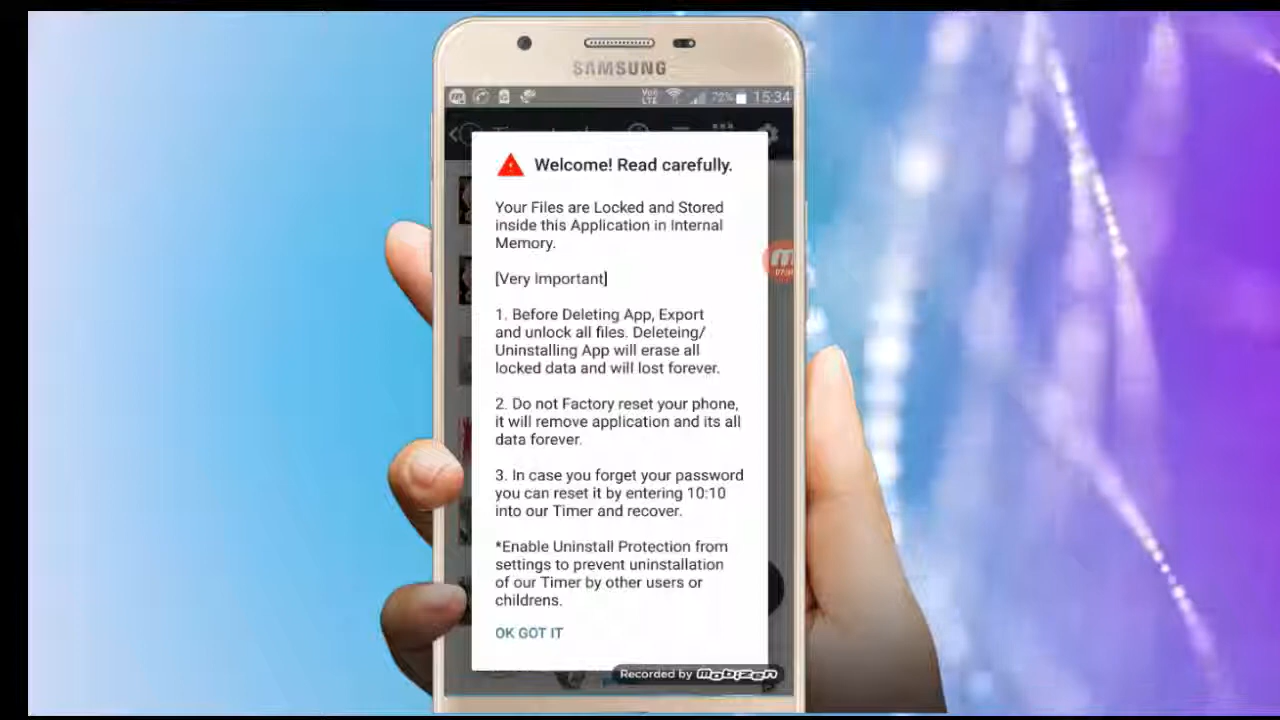 SAMSUNG
Vo)) LTE 72% 15:34
Welcome! Read carefully.
Your Files are Locked and Stored
inside this Application in Internal
Memory.
[Very Important]
1. Before Deleting App, Export
and unlock all files. Deleteing/
Uninstalling App will erase all
locked data and will lost forever.
2. Do not Factory reset your phone,
it will remove application and its all
data forever.
3. In case you forget your password
you can reset it by entering 10:10
into our Timer and recover.
*Enable Uninstall Protection from
settings to prevent uninstallation
of our Timer by other users or
childrens.
OK GOT IT
Recorded by mobizen